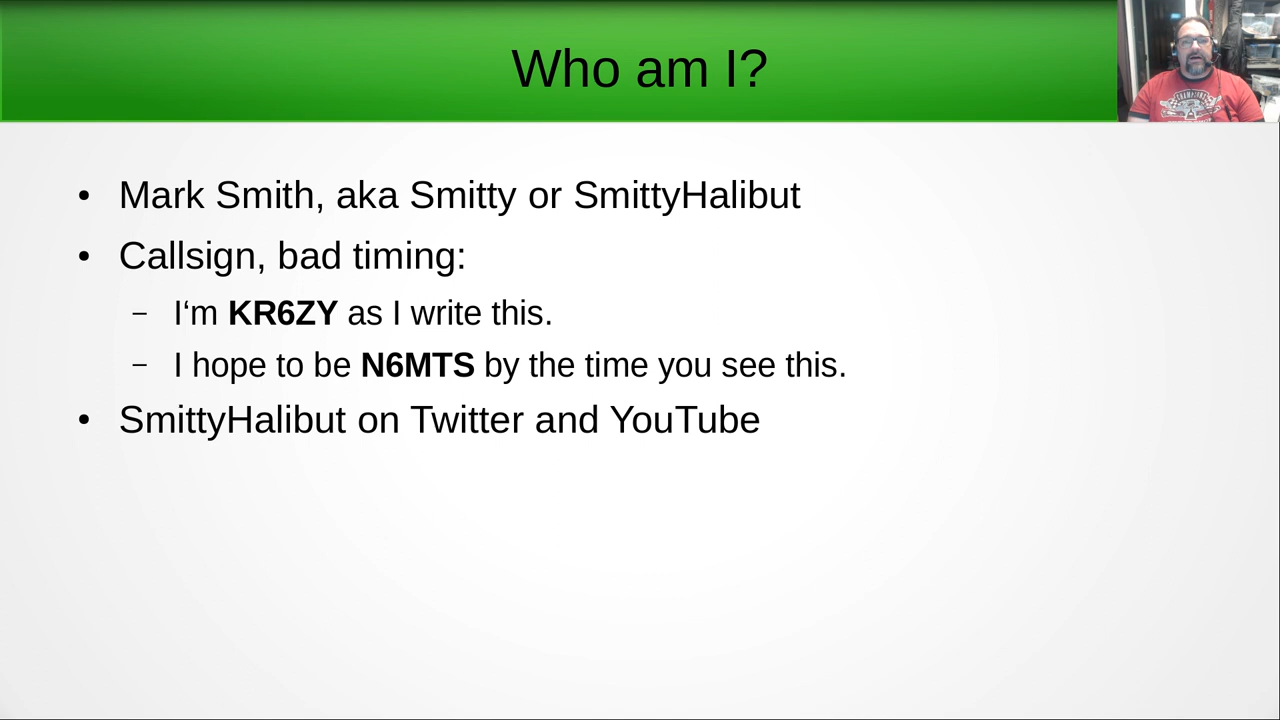 Who am I?
CHAMPIONS
• Mark Smith, aka Smitty or SmittyHalibut
• Callsign, bad timing:
– I‘m KR6ZY as I write this.
– I hope to be N6MTS by the time you see this.
• SmittyHalibut on Twitter and YouTube